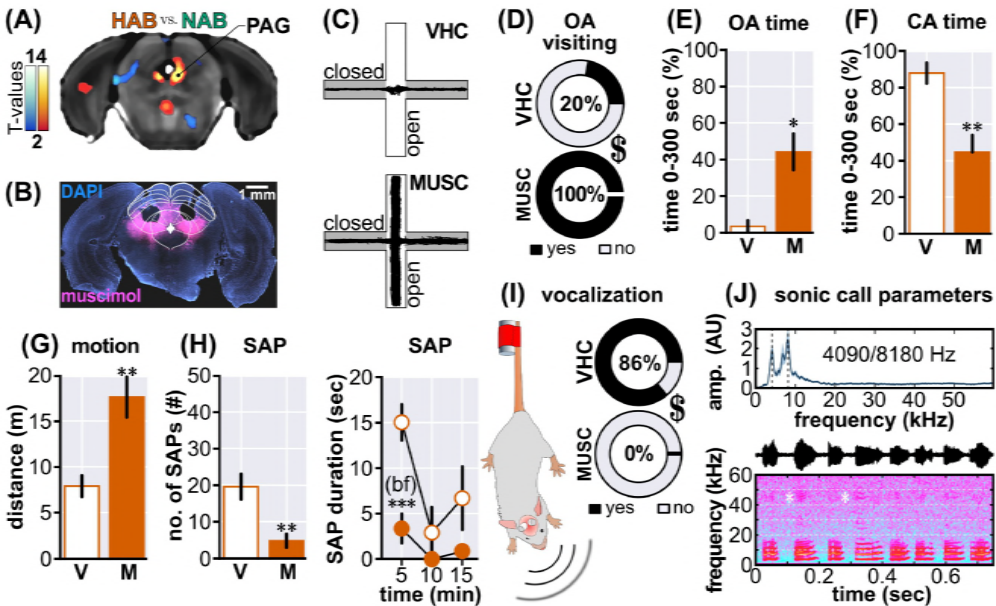 (A)
HAB vs. NAB
PAG
T-values
14
2
(B)
DAPI
1 mm
muscimol
(C)
VHC
closed
open
MUSC
closed
open
(D) OA
visiting
VHC
20%
$
MUSC
100%
yes no
(E)
OA time
time 0-300 sec (%)
100
80
60
40
20
0
*
V M
(F)
CA time
time 0-300 sec (%)
100
80
60
40
20
0
**
V M
(G) motion
distance (m)
20
15
10
5
0
**
V M
(H) SAP
no. of SAPs (#)
50
40
30
20
10
0
**
V M
SAP
SAP duration (sec)
20
15
10
5
0
(bf)
***
5 10 15
time (min)
(I) vocalization
VHC
86%
$
MUSC
0%
yes no
(J) sonic call parameters
amp. (AU)
3
2
1
0
4090/8180 Hz
0 10 20 30 40 50
frequency (kHz)
frequency (kHz)
60
40
20
0
* *
0 0.2 0.4 0.6
time (sec)